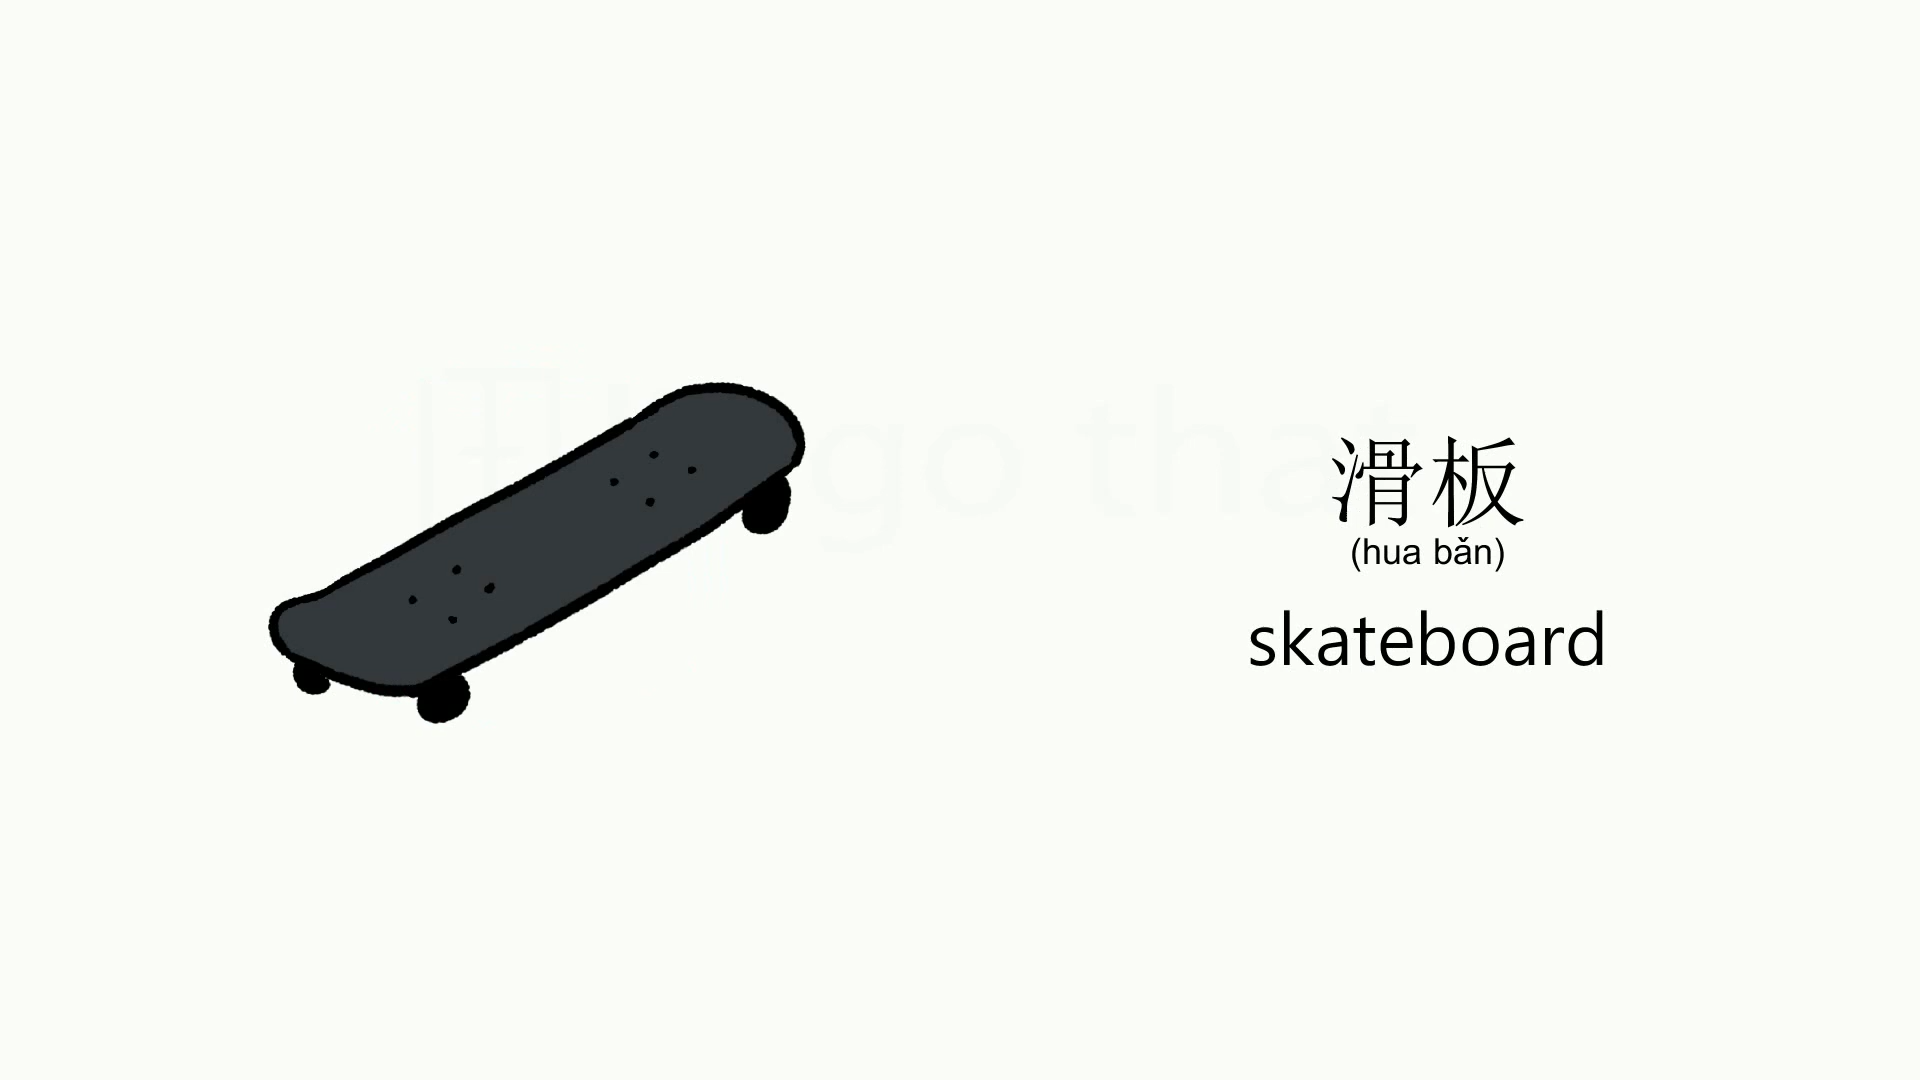 滑板
(hua bǎn)
skateboard